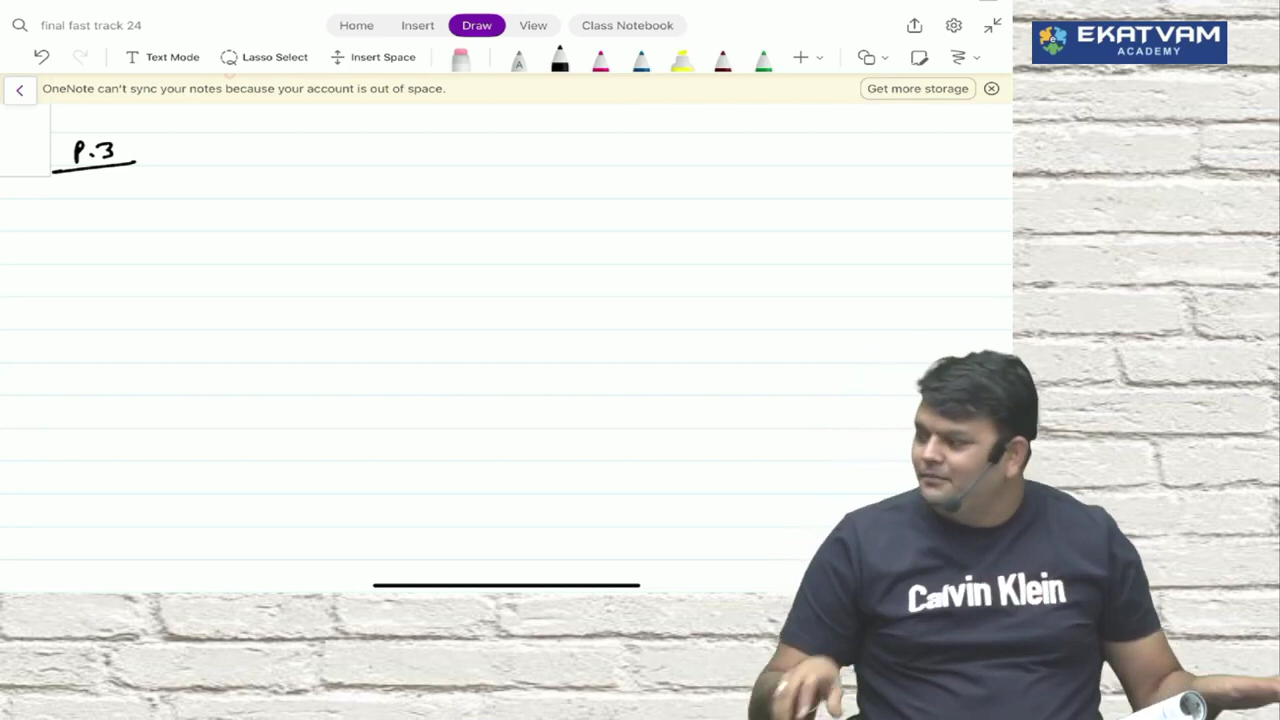 final fast track 24
Home Insert Draw View Class Notebook
Text Mode Lasso Select Insert Space
OneNote can't sync your notes because your account is out of space.
Get more storage
P.3
EKATVAM
ACADEMY
Calvin Klein